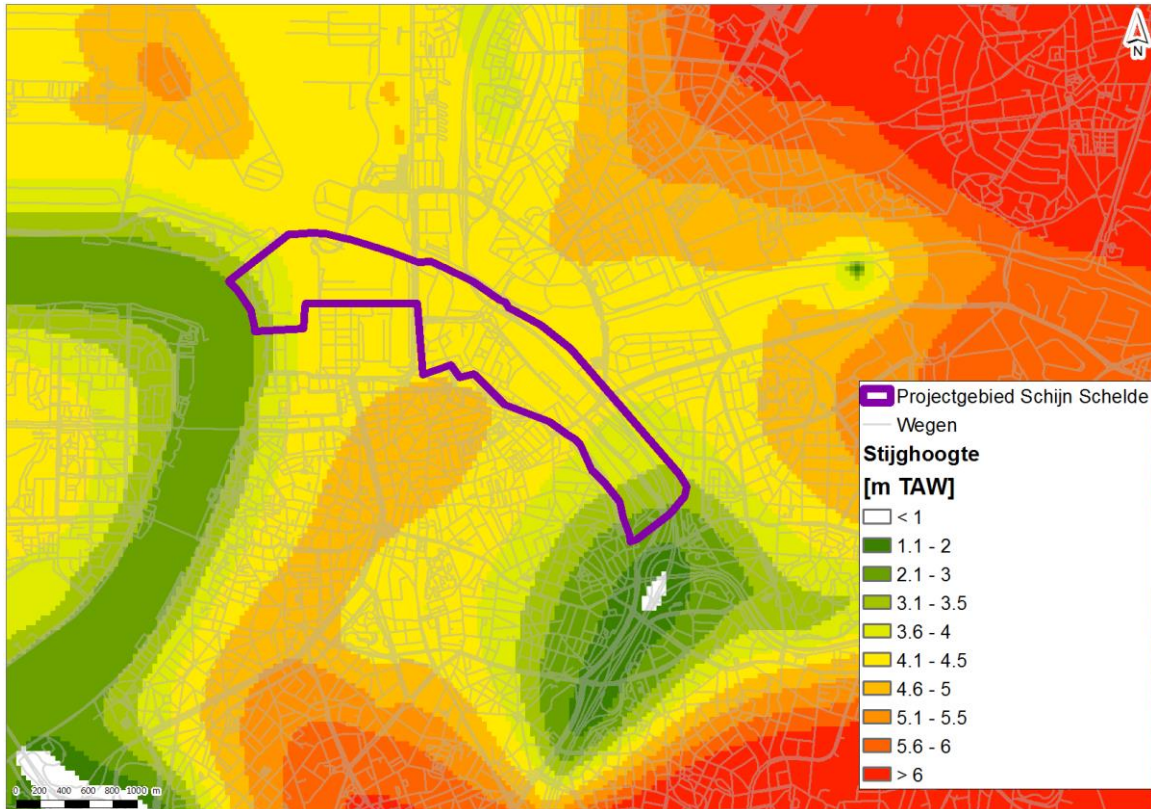 N
Projectgebied Schijn Schelde
Wegen
Stijghoogte
[m TAW]
< 1
1.1 - 2
2.1 - 3
3.1 - 3.5
3.6 - 4
4.1 - 4.5
4.6 - 5
5.1 - 5.5
5.6 - 6
> 6
0 200 400 600 800 1000 m